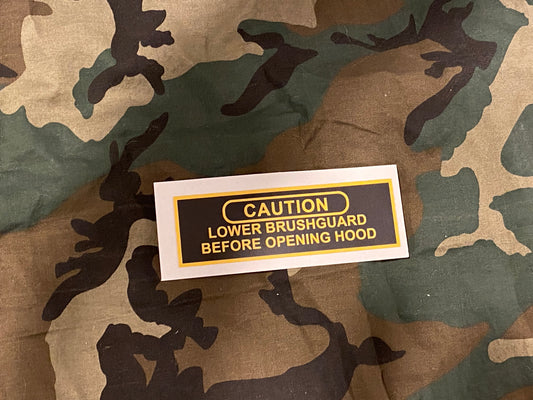 CAUTION
LOWER BRUSHGUARD
BEFORE OPENING HOOD